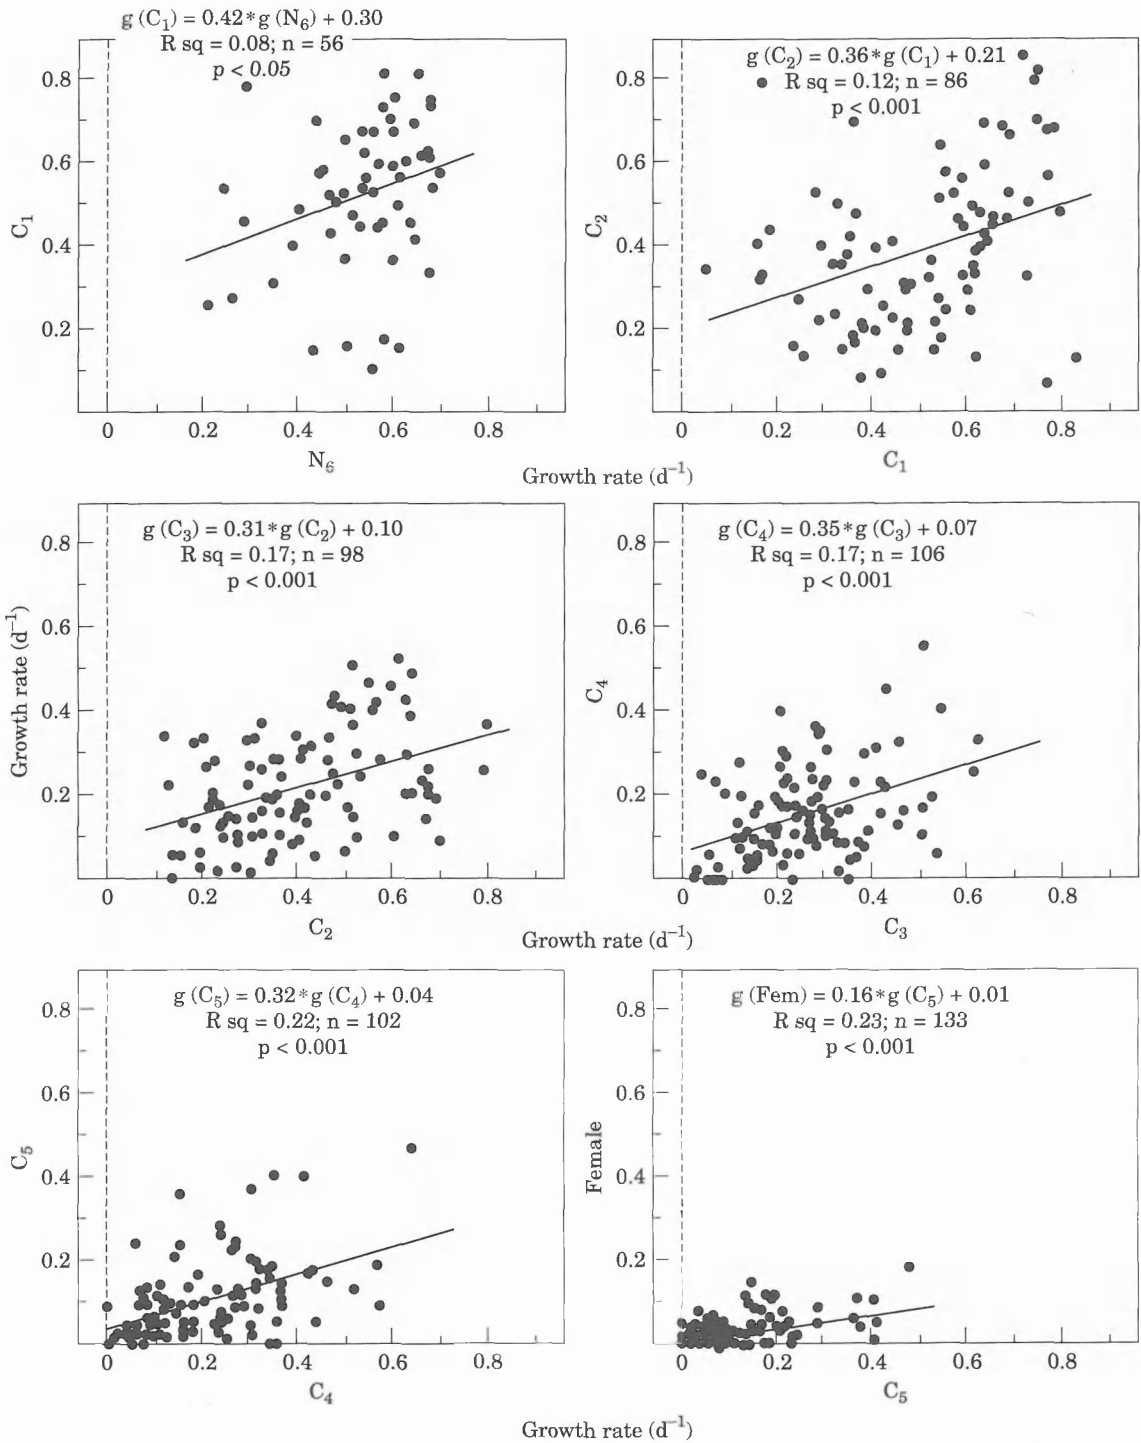 g (C₁) = 0.42*g (N₆) + 0.30
R sq = 0.08; n = 56
p < 0.05
0.8
0.6
0.4
0.2
C₁
0 0.2 0.4 0.6 0.8
N₆
g (C₂) = 0.36*g (C₁) + 0.21
R sq = 0.12; n = 86
p < 0.001
0.8
0.6
0.4
0.2
C₂
0 0.2 0.4 0.6 0.8
C₁
Growth rate (d⁻¹)
Growth rate (d⁻¹)
g (C₃) = 0.31*g (C₂) + 0.10
R sq = 0.17; n = 98
p < 0.001
0.8
0.6
0.4
0.2
0 0.2 0.4 0.6 0.8
C₂
g (C₄) = 0.35*g (C₃) + 0.07
R sq = 0.17; n = 106
p < 0.001
0.8
0.6
0.4
0.2
C₄
0 0.2 0.4 0.6 0.8
C₃
Growth rate (d⁻¹)
g (C₅) = 0.32*g (C₄) + 0.04
R sq = 0.22; n = 102
p < 0.001
0.8
0.6
0.4
0.2
C₅
0 0.2 0.4 0.6 0.8
C₄
g (Fem) = 0.16*g (C₅) + 0.01
R sq = 0.23; n = 133
p < 0.001
0.8
0.6
0.4
0.2
Female
0 0.2 0.4 0.6 0.8
C₅
Growth rate (d⁻¹)